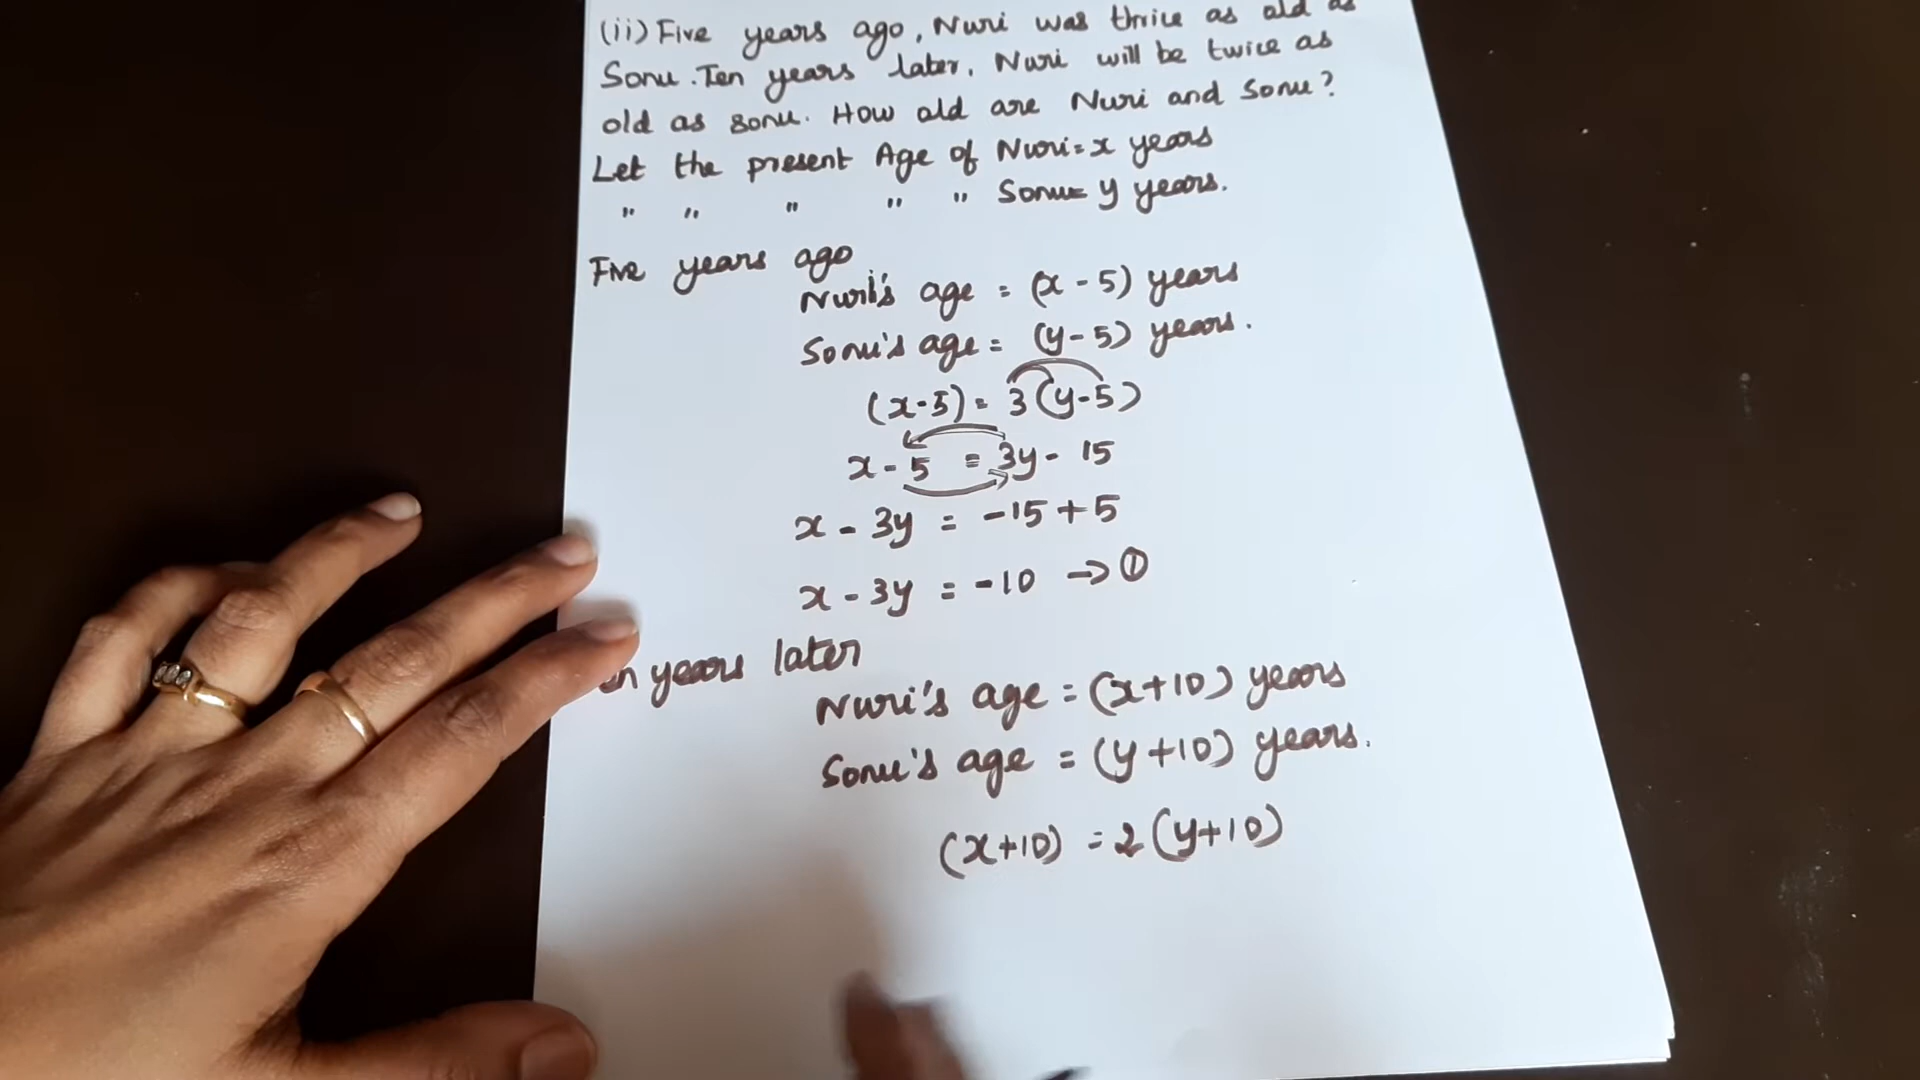 (ii) Five years ago, Nuri was thrice as old as
Sonu. Ten years later, Nuri will be twice as
old as sonu. How old are Nuri and Sonu?
Let the present Age of Nuri = x years
" " " " " Sonu = y years.
Five years ago
Nuri's age = (x - 5) years
Sonu's age = (y - 5) years.
(x - 5) = 3 (y - 5)
x - 5 = 3y - 15
x - 3y = -15 + 5
x - 3y = -10 → ①
en years later
Nuri's age = (x + 10) years
Sonu's age = (y + 10) years.
(x + 10) = 2 (y + 10)